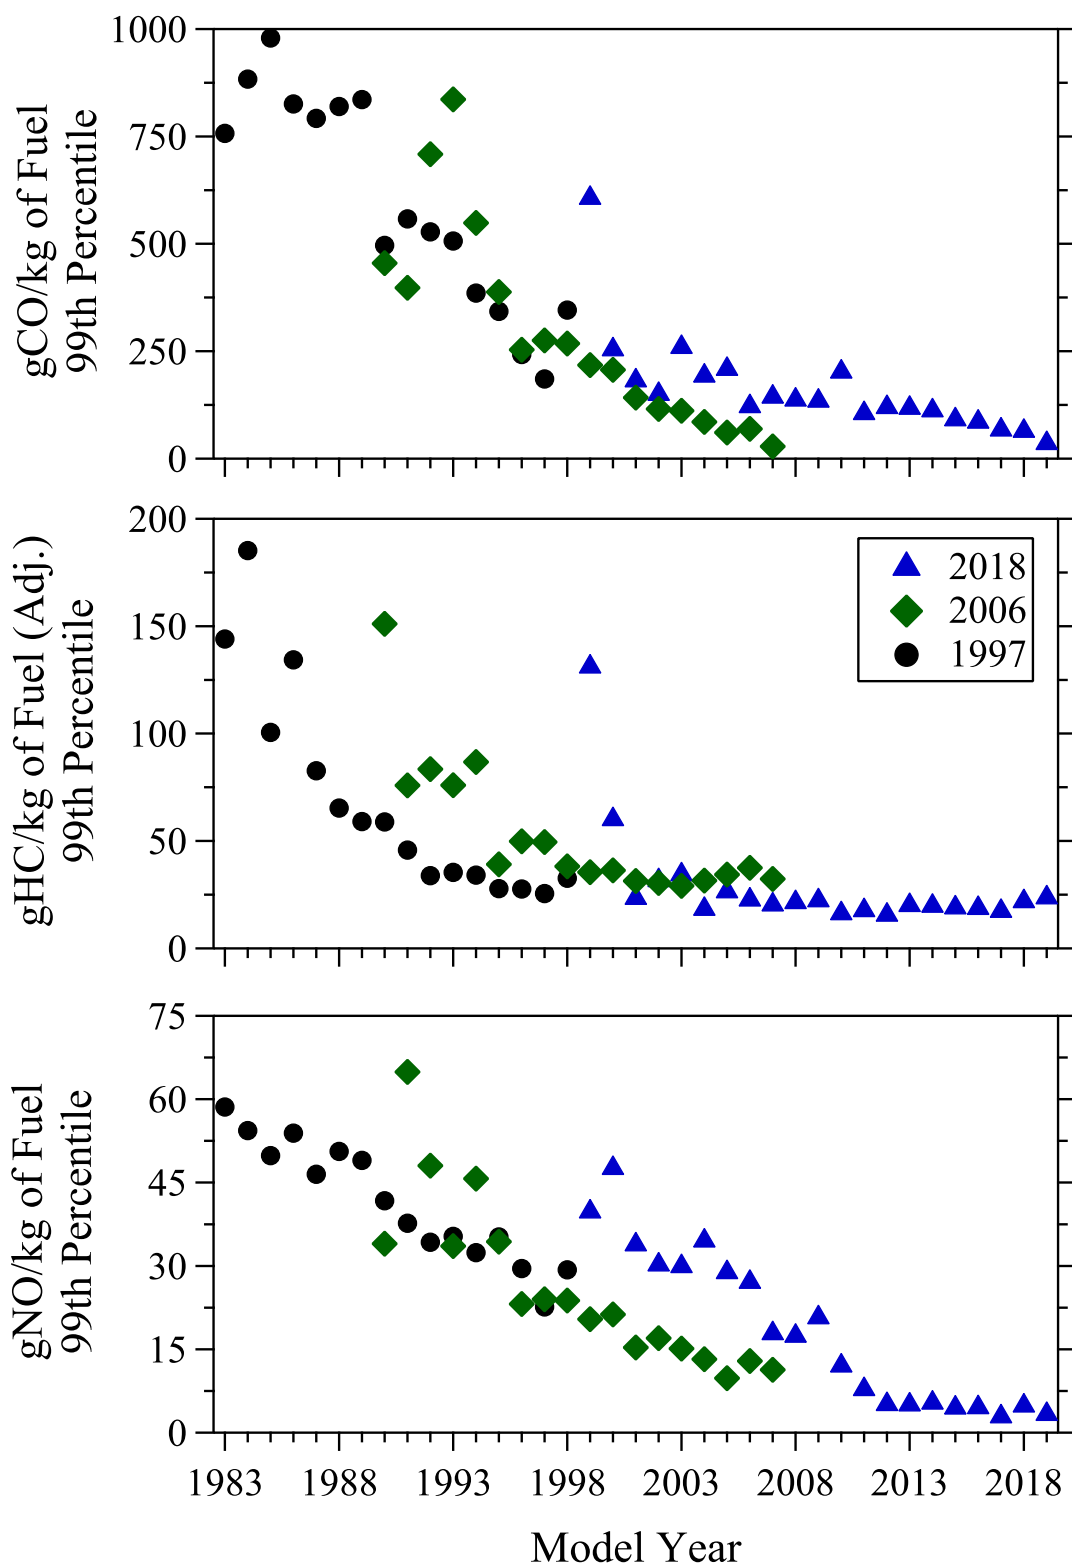 1000
750
500
250
0
gCO/kg of Fuel
99th Percentile
200
150
100
50
0
gHC/kg of Fuel (Adj.)
99th Percentile
2018
2006
1997
75
60
45
30
15
0
gNO/kg of Fuel
99th Percentile
1983 1988 1993 1998 2003 2008 2013 2018
Model Year